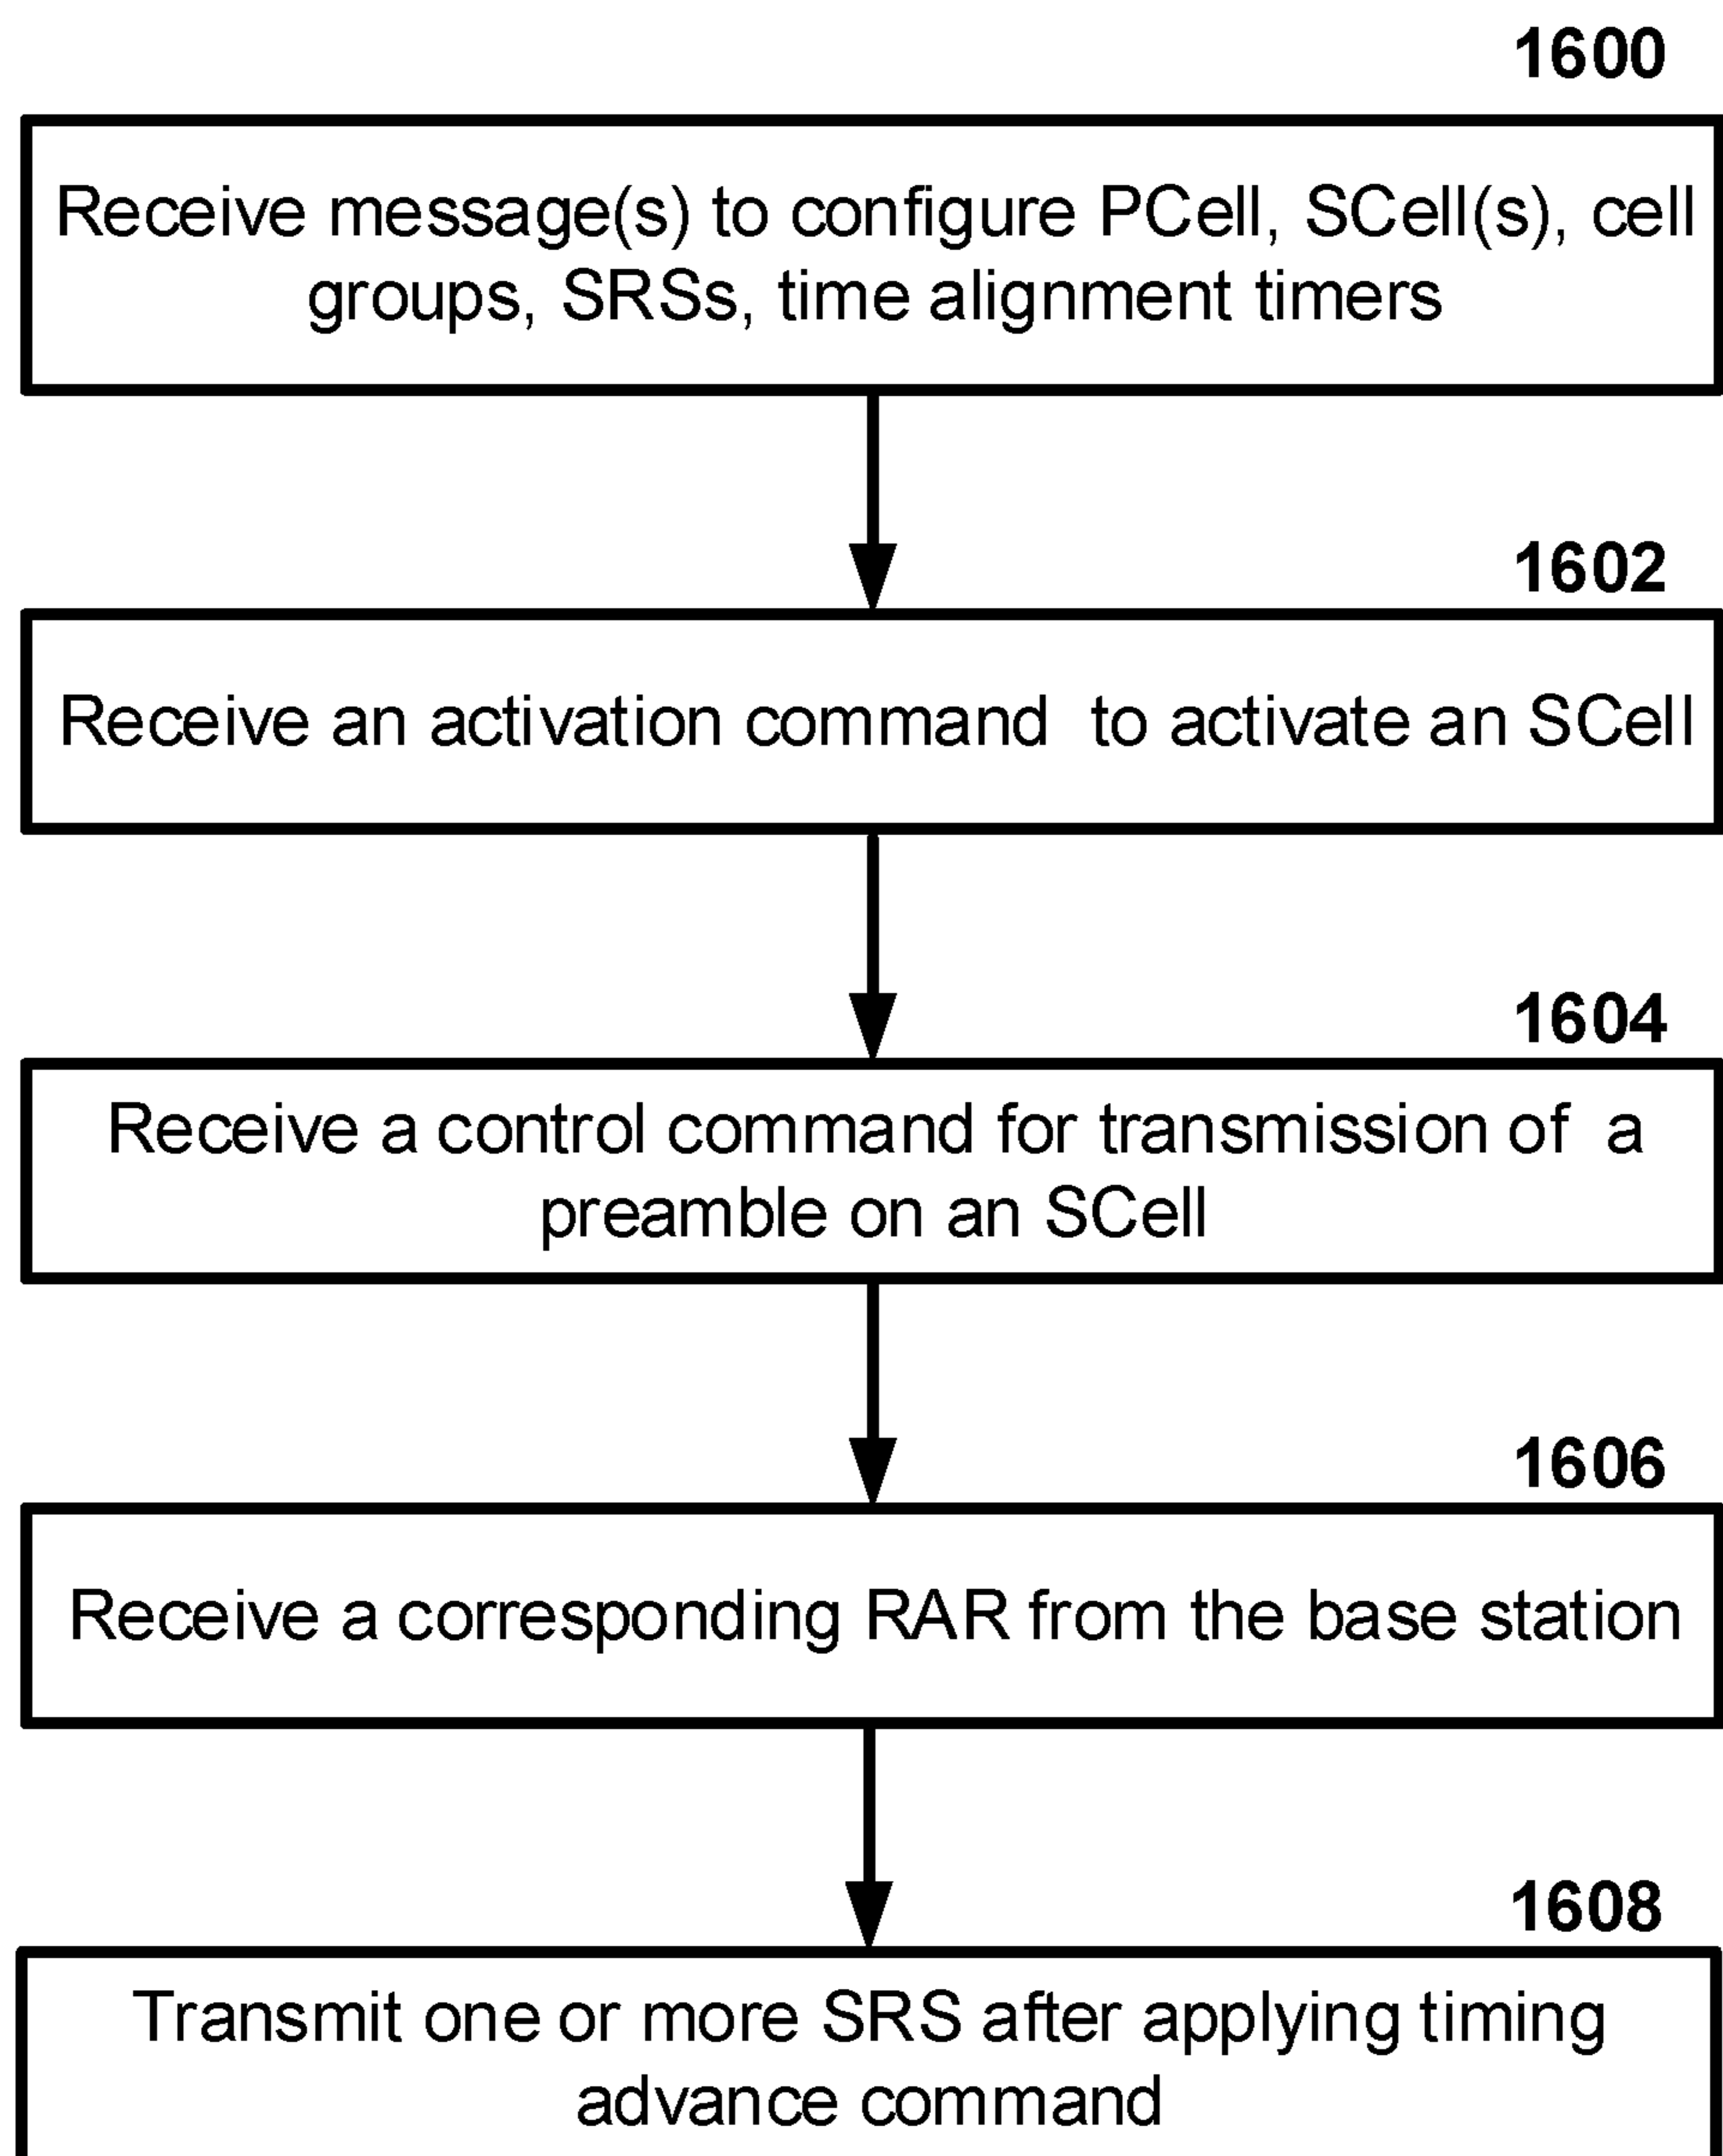 1600
Receive message(s) to configure PCell, SCell(s), cell
groups, SRSs, time alignment timers
1602
Receive an activation command to activate an SCell
1604
Receive a control command for transmission of a
preamble on an SCell
1606
Receive a corresponding RAR from the base station
1608
Transmit one or more SRS after applying timing
advance command